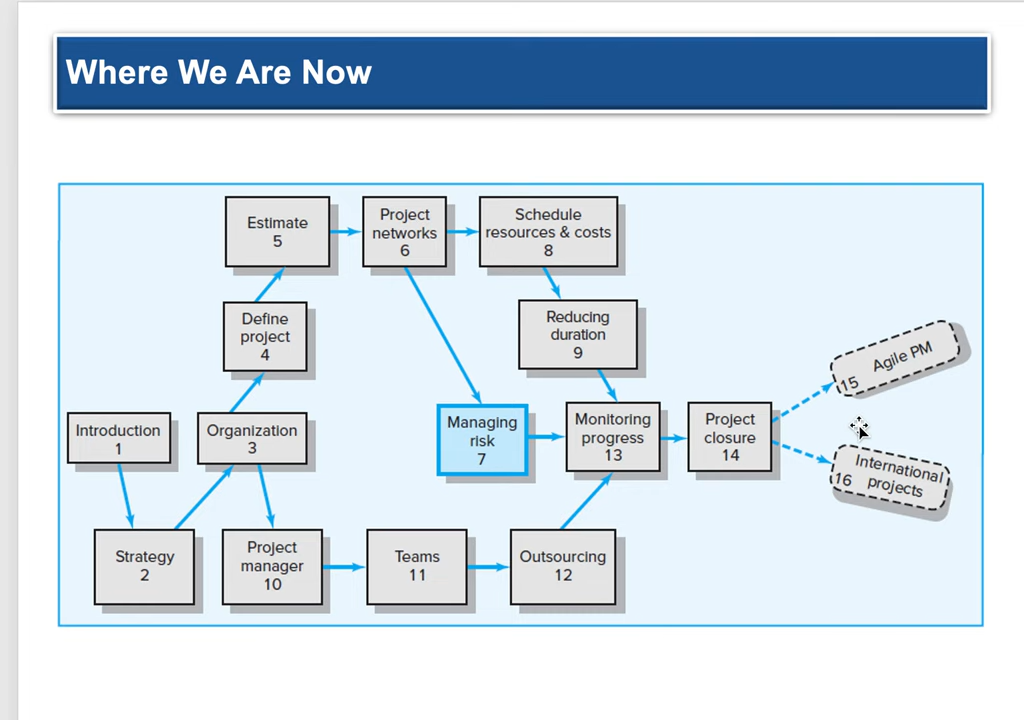 Where We Are Now
Estimate
5
Project
networks
6
Schedule
resources & costs
8
Define
project
4
Reducing
duration
9
Agile PM
15
Introduction
1
Organization
3
Managing
risk
7
Monitoring
progress
13
Project
closure
14
International
projects
16
Strategy
2
Project
manager
10
Teams
11
Outsourcing
12